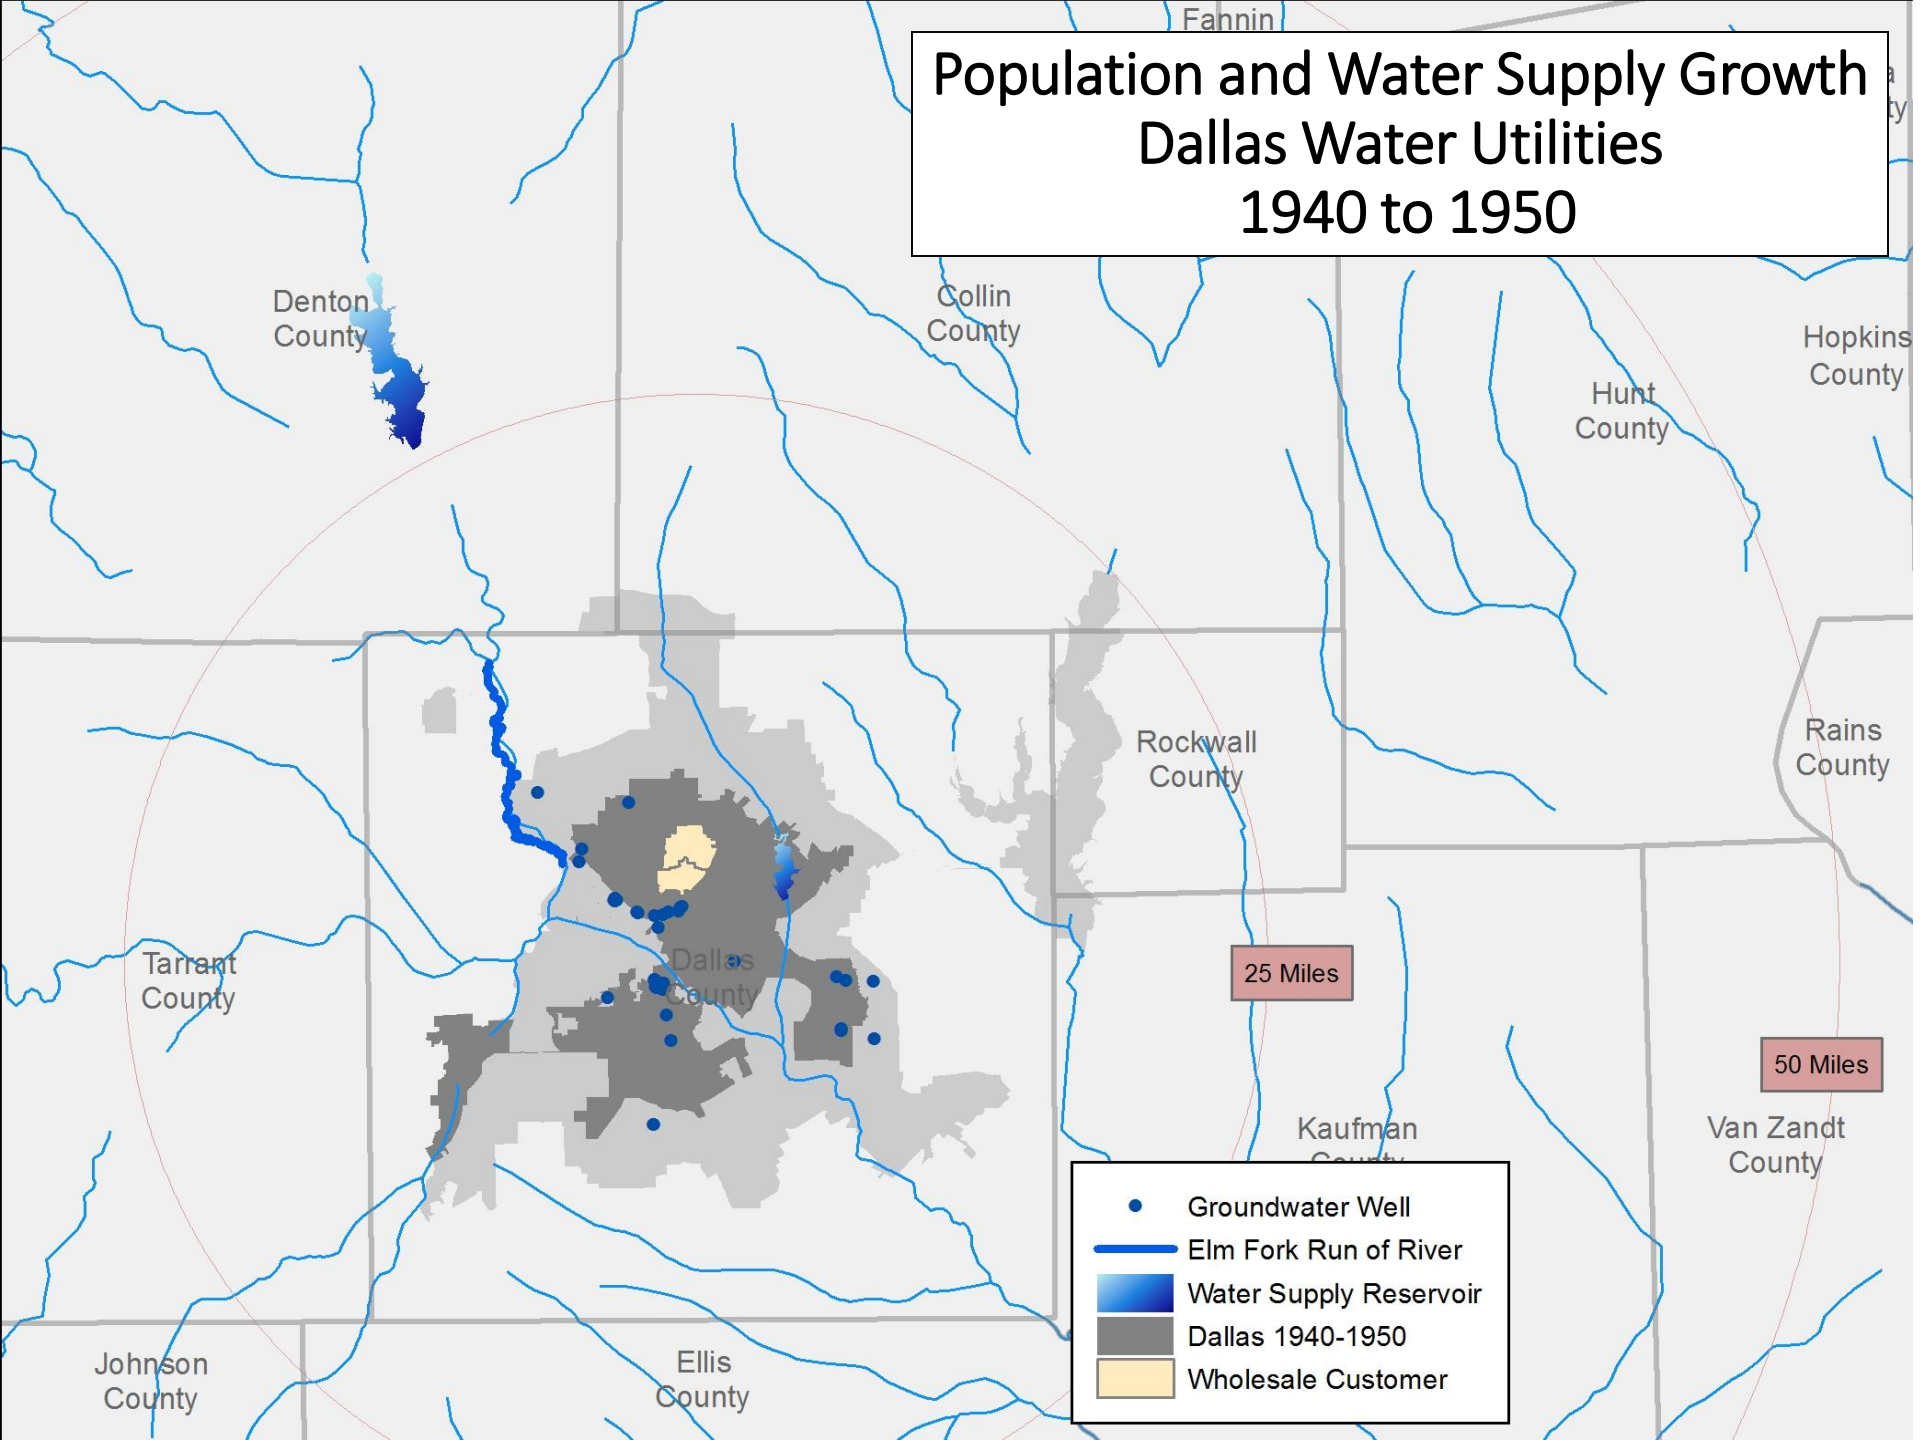 Fannin
Population and Water Supply Growth
Dallas Water Utilities
1940 to 1950
Denton
County
Collin
County
Hopkins
County
Hunt
County
Rockwall
County
Rains
County
Dallas
County
Tarrant
County
25 Miles
50 Miles
Kaufman
County
Van Zandt
County
Groundwater Well
Elm Fork Run of River
Water Supply Reservoir
Dallas 1940-1950
Wholesale Customer
Johnson
County
Ellis
County